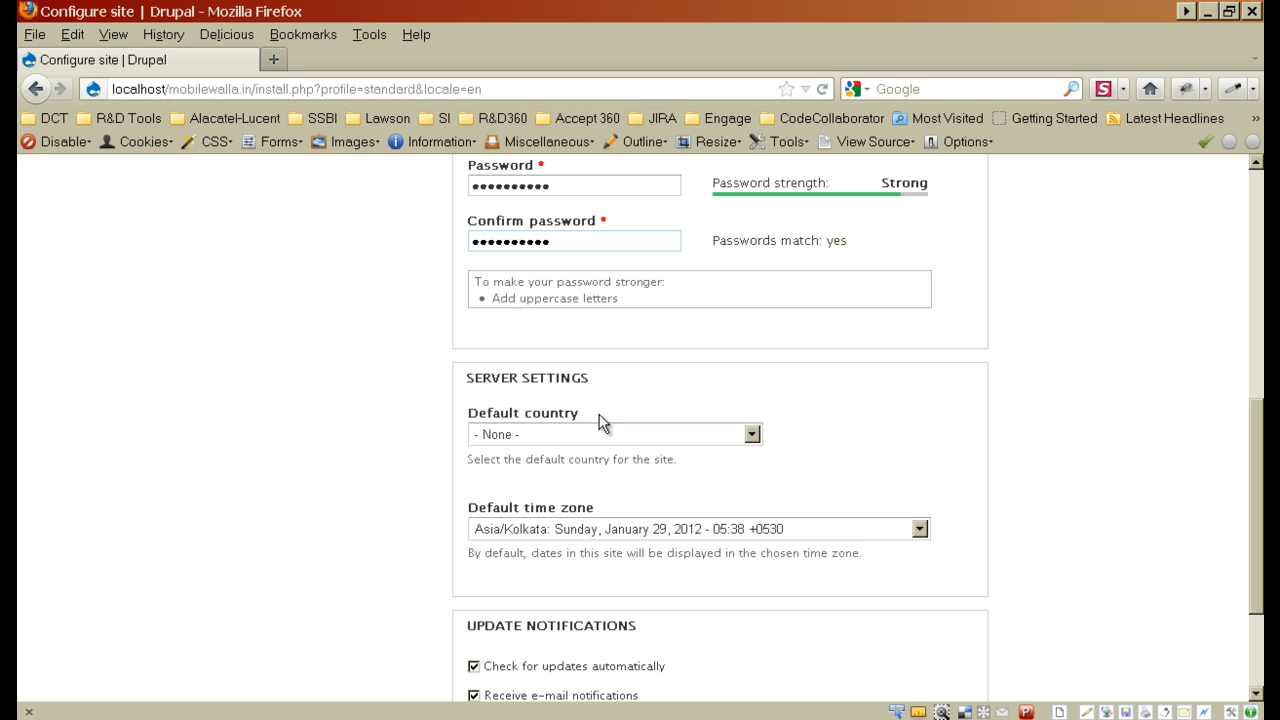 Configure site | Drupal - Mozilla Firefox
File Edit View History Delicious Bookmarks Tools Help
Configure site | Drupal
localhost/mobilewalla.in/install.php?profile=standard&locale=en
Google
DCT R&D Tools Alacatel-Lucent SSBI Lawson SI R&D360 Accept 360 JIRA Engage CodeCollaborator Most Visited Getting Started Latest Headlines
Disable Cookies CSS Forms Images Information Miscellaneous Outline Resize Tools View Source Options
Password *
Password strength: Strong
Confirm password *
Passwords match: yes
To make your password stronger:
• Add uppercase letters
SERVER SETTINGS
Default country
- None -
Select the default country for the site.
Default time zone
Asia/Kolkata: Sunday, January 29, 2012 - 05:38 +0530
By default, dates in this site will be displayed in the chosen time zone.
UPDATE NOTIFICATIONS
Check for updates automatically
Receive e-mail notifications